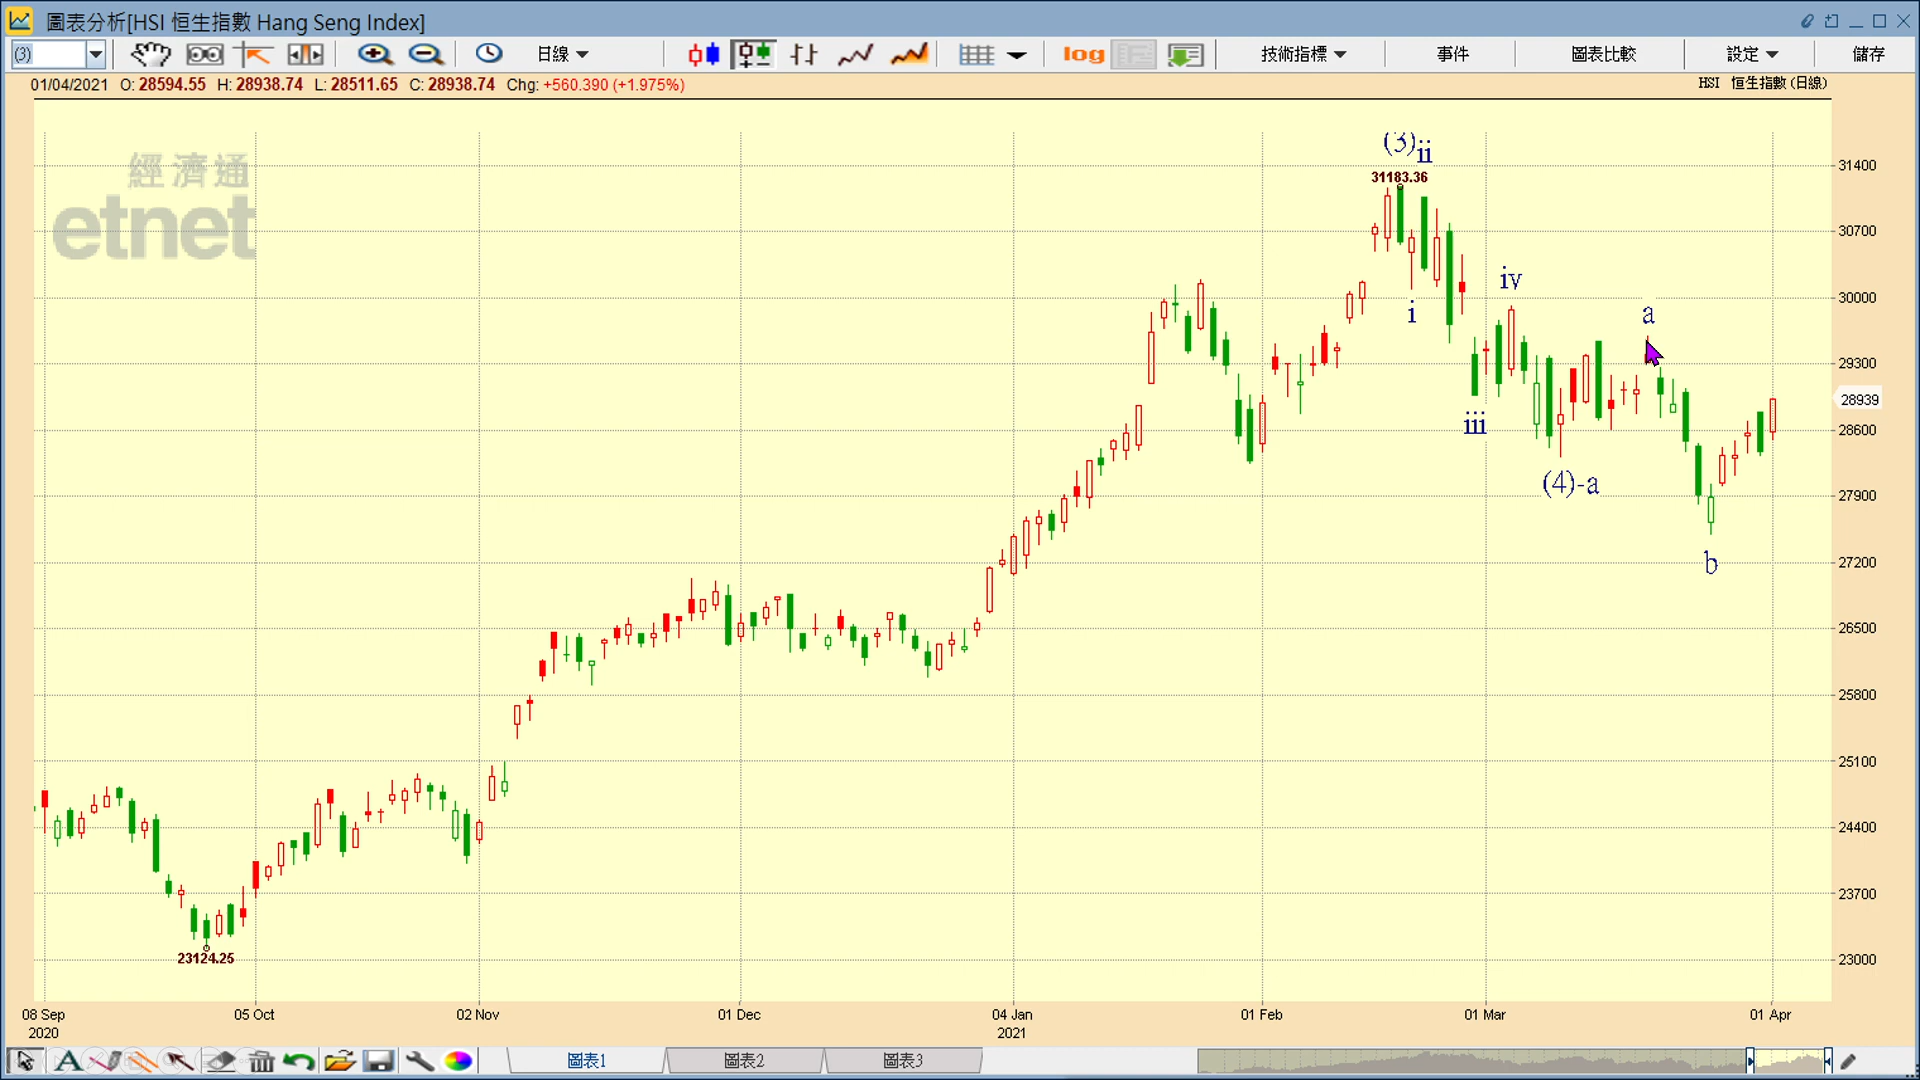 圖表分析[HSI 恒生指數 Hang Seng Index]
(3)
日線
log
技術指標
事件
圖表比較
設定
儲存
01/04/2021 O: 28594.55 H: 28938.74 L: 28511.65 C: 28938.74 Chg: +560.390 (+1.975%)
HSI 恒生指數 (日線)
經濟通
etnet
(3)
ii
31183.36
i
iii
iv
(4)-a
a
b
23124.25
31400
30700
30000
29300
28939
28600
27900
27200
26500
25800
25100
24400
23700
23000
08 Sep
2020
05 Oct
02 Nov
01 Dec
04 Jan
2021
01 Feb
01 Mar
01 Apr
A
圖表1
圖表2
圖表3